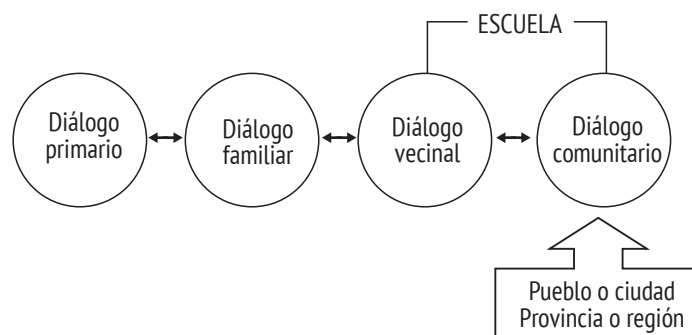 ESCUELA
Diálogo
primario
Diálogo
familiar
Diálogo
vecinal
Diálogo
comunitario
Pueblo o ciudad
Provincia o región